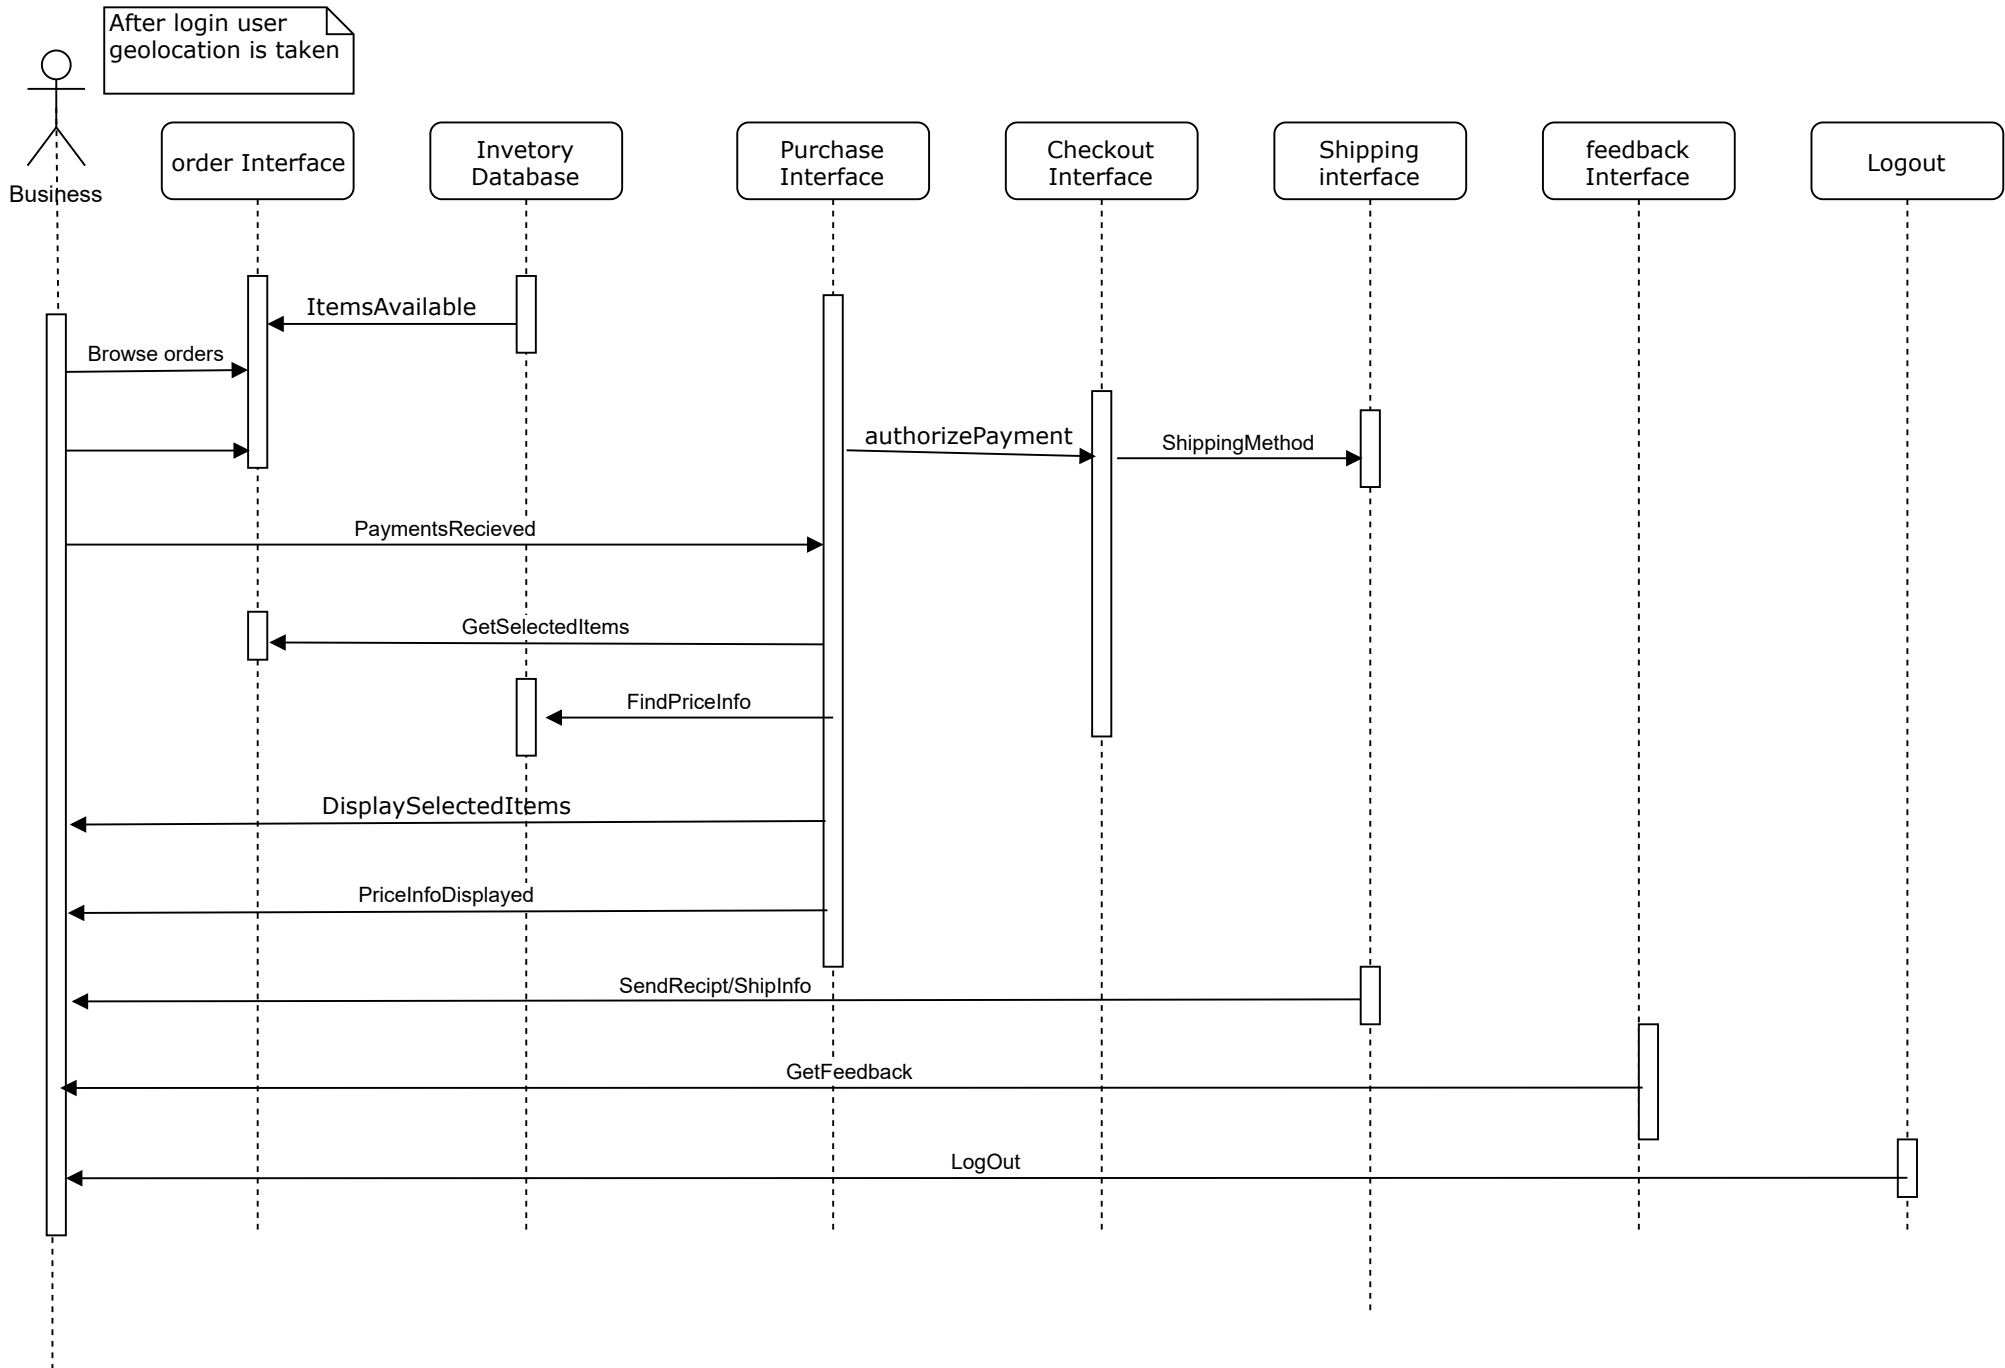 After login user
geolocation is taken
Business
order Interface
Invetory
Database
Purchase
Interface
Checkout
Interface
Shipping
interface
feedback
Interface
Logout
ItemsAvailable
Browse orders
authorizePayment
ShippingMethod
PaymentsRecieved
GetSelectedItems
FindPriceInfo
DisplaySelectedItems
PriceInfoDisplayed
SendRecipt/ShipInfo
GetFeedback
LogOut